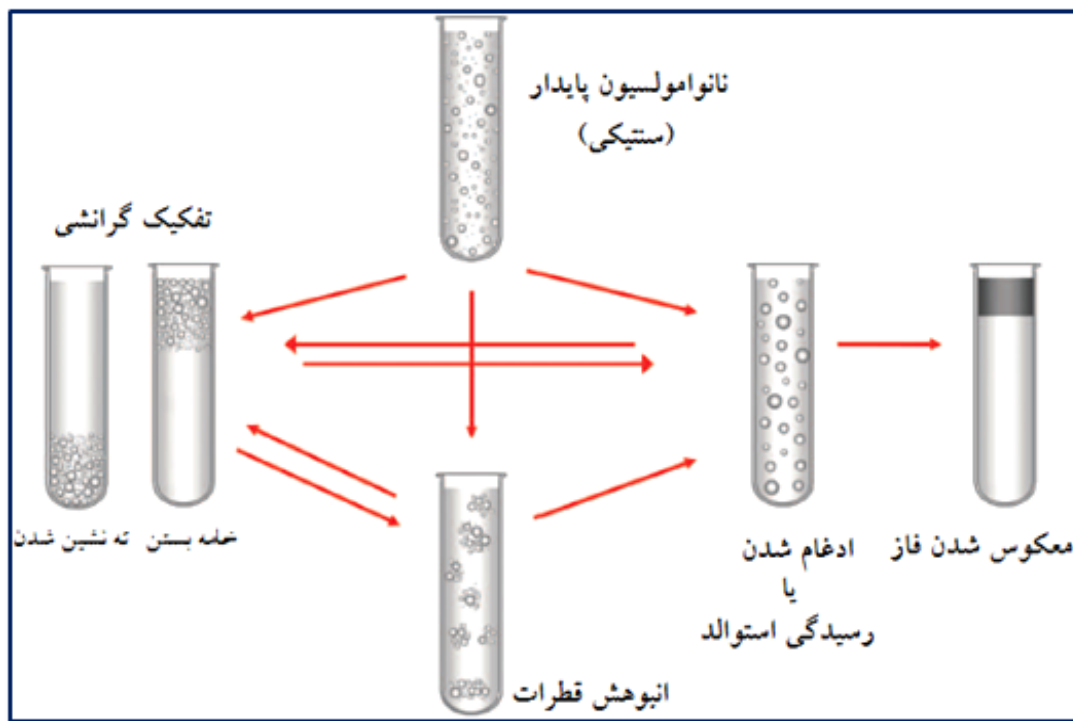 نانوامولسیون پایدار
(سنتیکی)
تفکیک گرانشی
ته نشین شدن
خامه بستن
ادغام شدن
یا
رسیدگی استوالد
معکوس شدن فاز
انبوهش قطرات